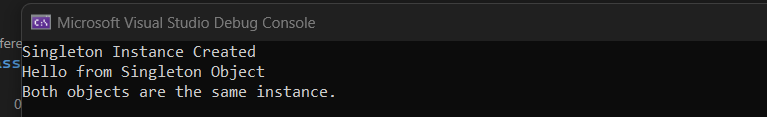 Microsoft Visual Studio Debug Console
Singleton Instance Created
Hello from Singleton Object
Both objects are the same instance.